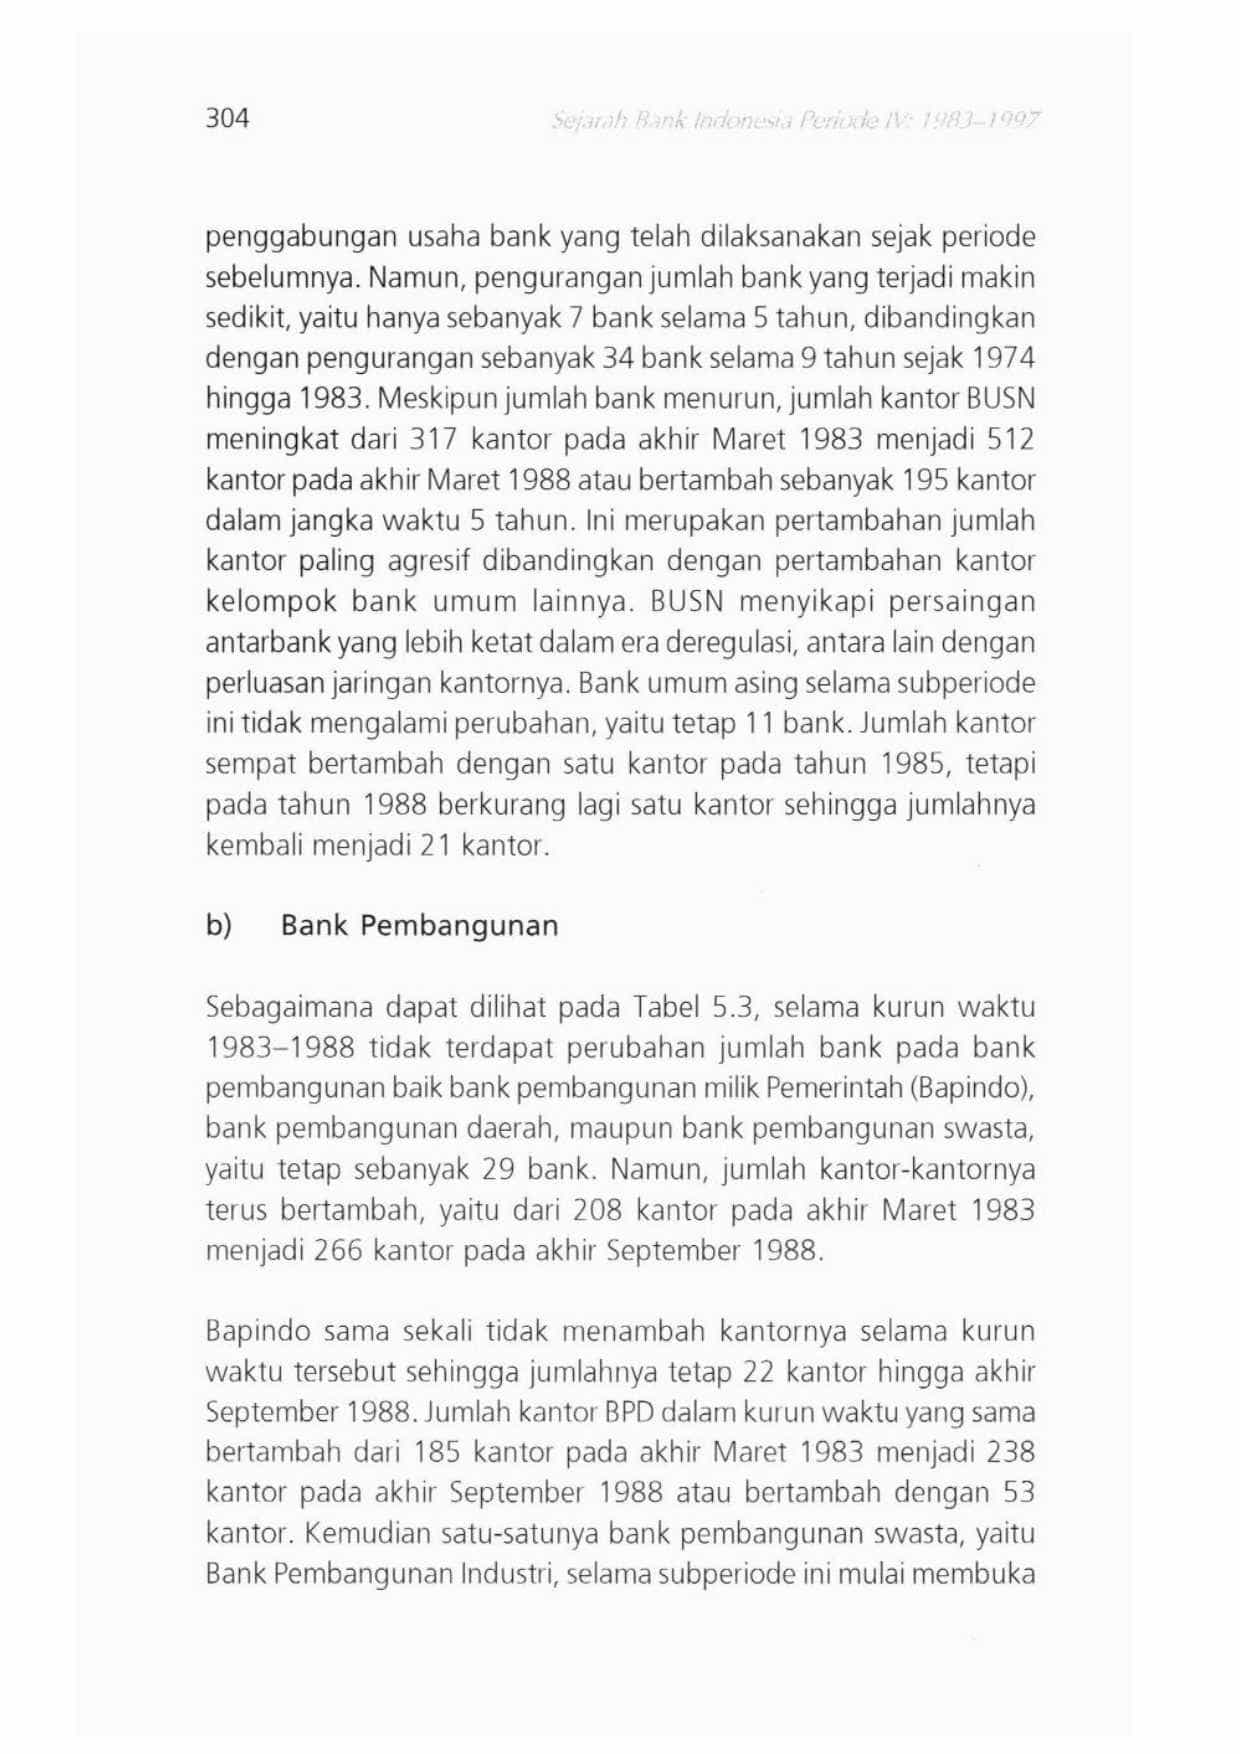 304
Sejarah Bank Indonesia Periode IV: 1983–1997
penggabungan usaha bank yang telah dilaksanakan sejak periode
sebelumnya. Namun, pengurangan jumlah bank yang terjadi makin
sedikit, yaitu hanya sebanyak 7 bank selama 5 tahun, dibandingkan
dengan pengurangan sebanyak 34 bank selama 9 tahun sejak 1974
hingga 1983. Meskipun jumlah bank menurun, jumlah kantor BUSN
meningkat dari 317 kantor pada akhir Maret 1983 menjadi 512
kantor pada akhir Maret 1988 atau bertambah sebanyak 195 kantor
dalam jangka waktu 5 tahun. Ini merupakan pertambahan jumlah
kantor paling agresif dibandingkan dengan pertambahan kantor
kelompok bank umum lainnya. BUSN menyikapi persaingan
antarbank yang lebih ketat dalam era deregulasi, antara lain dengan
perluasan jaringan kantornya. Bank umum asing selama subperiode
ini tidak mengalami perubahan, yaitu tetap 11 bank. Jumlah kantor
sempat bertambah dengan satu kantor pada tahun 1985, tetapi
pada tahun 1988 berkurang lagi satu kantor sehingga jumlahnya
kembali menjadi 21 kantor.
b) Bank Pembangunan
Sebagaimana dapat dilihat pada Tabel 5.3, selama kurun waktu
1983–1988 tidak terdapat perubahan jumlah bank pada bank
pembangunan baik bank pembangunan milik Pemerintah (Bapindo),
bank pembangunan daerah, maupun bank pembangunan swasta,
yaitu tetap sebanyak 29 bank. Namun, jumlah kantor-kantornya
terus bertambah, yaitu dari 208 kantor pada akhir Maret 1983
menjadi 266 kantor pada akhir September 1988.
Bapindo sama sekali tidak menambah kantornya selama kurun
waktu tersebut sehingga jumlahnya tetap 22 kantor hingga akhir
September 1988. Jumlah kantor BPD dalam kurun waktu yang sama
bertambah dari 185 kantor pada akhir Maret 1983 menjadi 238
kantor pada akhir September 1988 atau bertambah dengan 53
kantor. Kemudian satu-satunya bank pembangunan swasta, yaitu
Bank Pembangunan Industri, selama subperiode ini mulai membuka